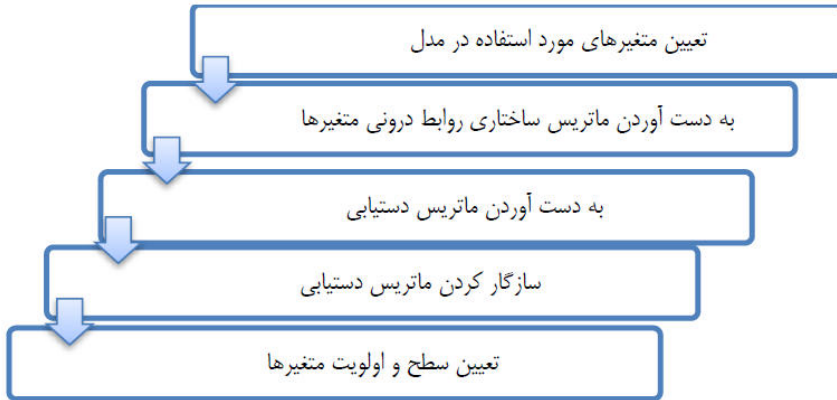 تعیین متغیرهای مورد استفاده در مدل
به دست آوردن ماتریس ساختاری روابط درونی متغیرها
به دست آوردن ماتریس دستیابی
سازگار کردن ماتریس دستیابی
تعیین سطح و اولویت متغیرها